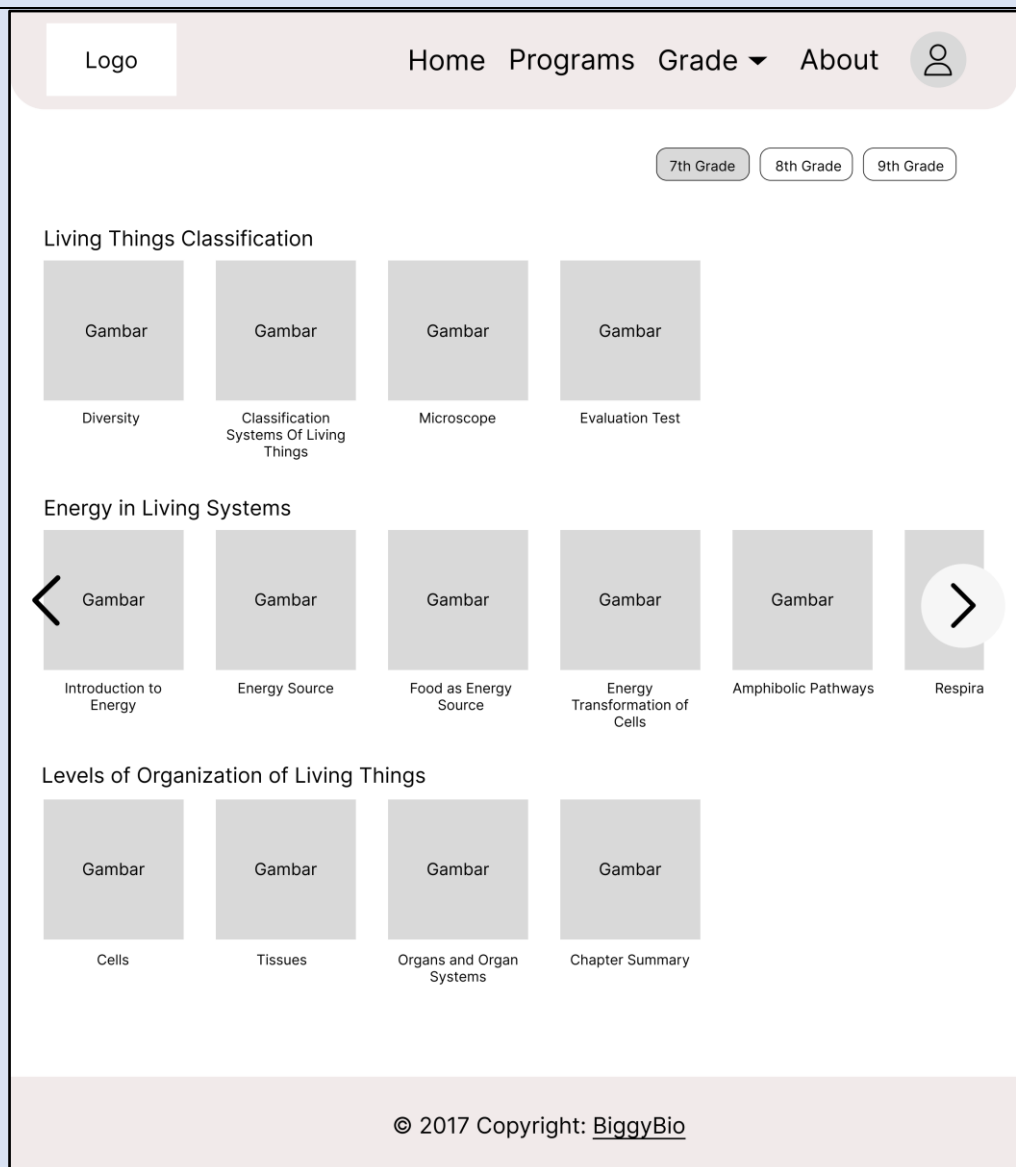 Logo
Home Programs Grade About
7th Grade 8th Grade 9th Grade
Living Things Classification
Gambar Gambar Gambar Gambar
Diversity
Classification
Systems Of Living
Things
Microscope
Evaluation Test
Energy in Living Systems
Gambar Gambar Gambar Gambar Gambar
Introduction to
Energy
Energy Source
Food as Energy
Source
Energy
Transformation of
Cells
Amphibolic Pathways
Respira
Levels of Organization of Living Things
Gambar Gambar Gambar Gambar
Cells
Tissues
Organs and Organ
Systems
Chapter Summary
© 2017 Copyright: BiggyBio